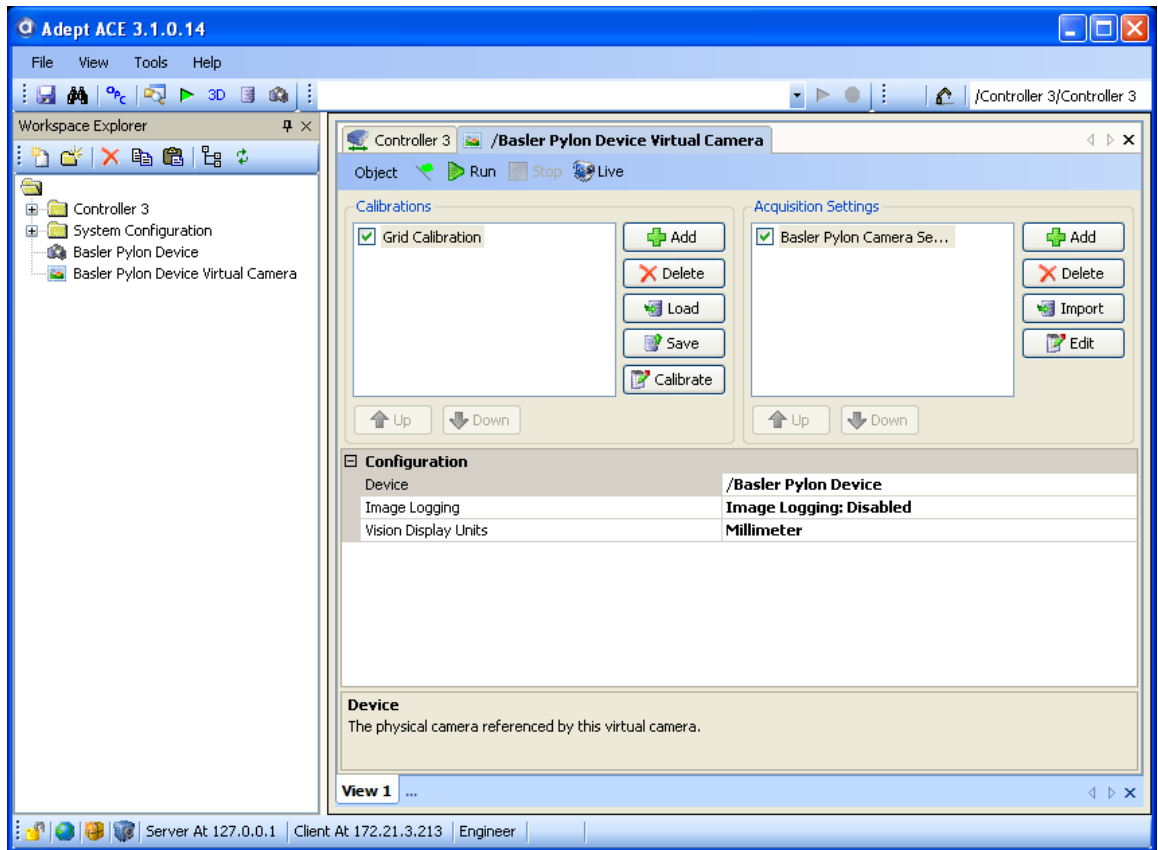 Adept ACE 3.1.0.14
File View Tools Help
3D /Controller 3/Controller 3
Workspace Explorer
Controller 3
System Configuration
Basler Pylon Device
Basler Pylon Device Virtual Camera
Controller 3 /Basler Pylon Device Virtual Camera
Object Run Stop Live
Calibrations
Grid Calibration
Add
Delete
Load
Save
Calibrate
Up Down
Acquisition Settings
Basler Pylon Camera Se...
Add
Delete
Import
Edit
Up Down
Configuration
Device /Basler Pylon Device
Image Logging Image Logging: Disabled
Vision Display Units Millimeter
Device
The physical camera referenced by this virtual camera.
View 1 ...
Server At 127.0.0.1 Client At 172.21.3.213 Engineer